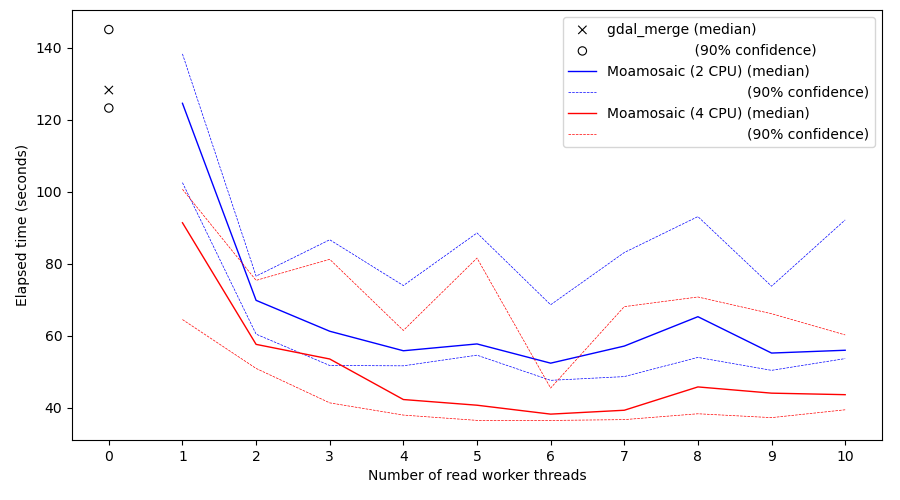 gdal_merge (median)
(90% confidence)
Moamosaic (2 CPU) (median)
(90% confidence)
Moamosaic (4 CPU) (median)
(90% confidence)
140
120
100
80
60
40
Elapsed time (seconds)
0 1 2 3 4 5 6 7 8 9 10
Number of read worker threads